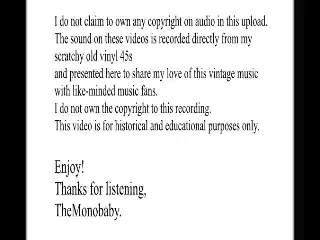 I do not claim to own any copyright on audio in this upload.
The sound on these videos is recorded directly from my
scratchy old vinyl 45s
and presented here to share my love of this vintage music
with like-minded music fans.
I do not own the copyright to this recording.
This video is for historical and educational purposes only.
Enjoy!
Thanks for listening,
TheMonobaby.